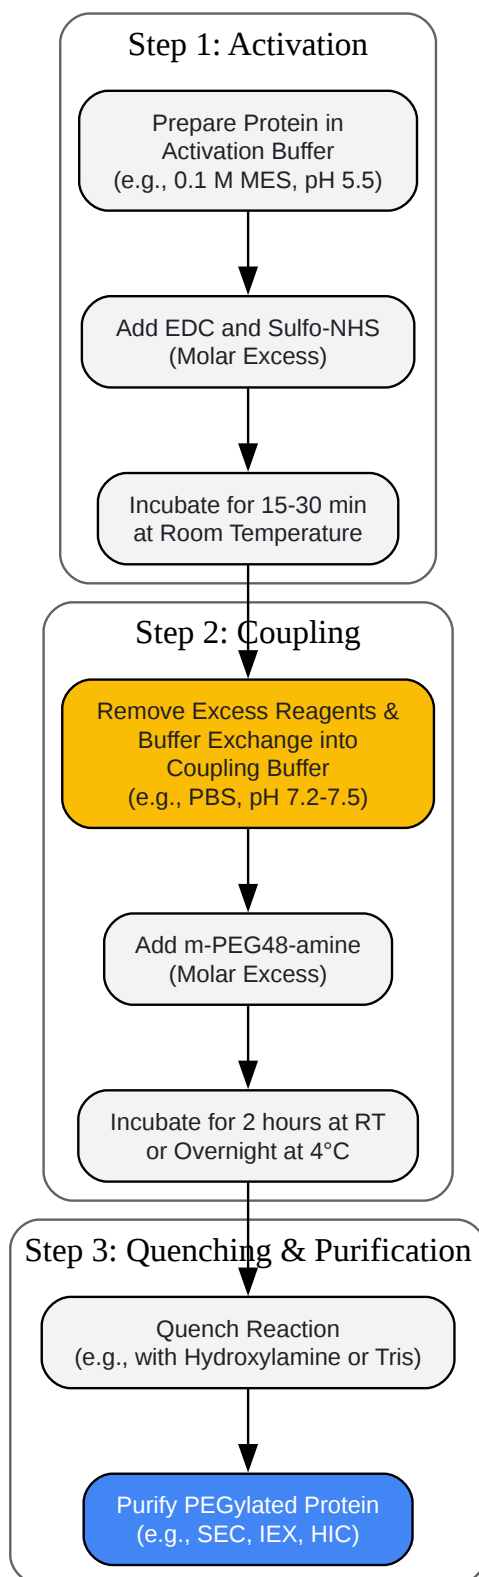 Step 1: Activation
Prepare Protein in
Activation Buffer
(e.g., 0.1 M MES, pH 5.5)
Add EDC and Sulfo-NHS
(Molar Excess)
Incubate for 15-30 min
at Room Temperature
Step 2: Coupling
Remove Excess Reagents &
Buffer Exchange into
Coupling Buffer
(e.g., PBS, pH 7.2-7.5)
Add m-PEG48-amine
(Molar Excess)
Incubate for 2 hours at RT
or Overnight at 4°C
Step 3: Quenching & Purification
Quench Reaction
(e.g., with Hydroxylamine or Tris)
Purify PEGylated Protein
(e.g., SEC, IEX, HIC)